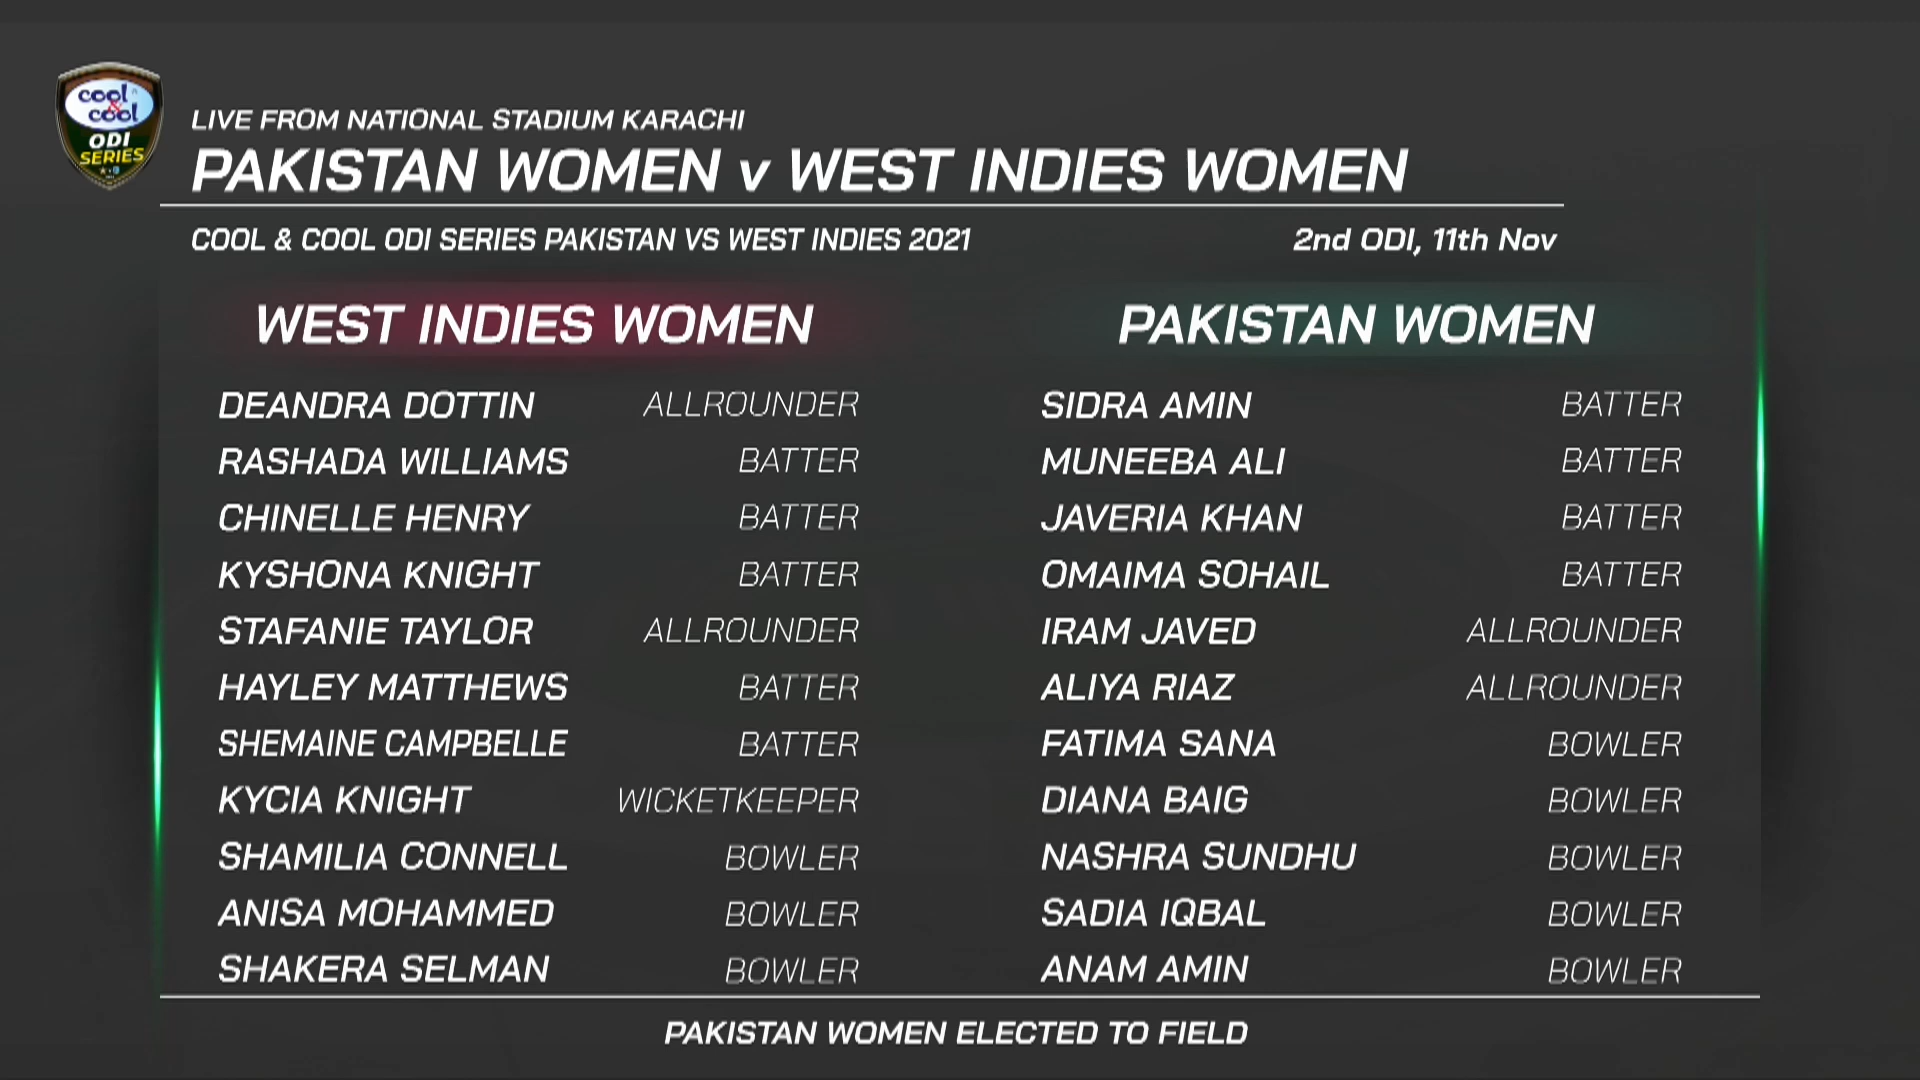 cool & cool
ODI
SERIES
LIVE FROM NATIONAL STADIUM KARACHI
PAKISTAN WOMEN v WEST INDIES WOMEN
COOL & COOL ODI SERIES PAKISTAN VS WEST INDIES 2021
2nd ODI, 11th Nov
WEST INDIES WOMEN
DEANDRA DOTTIN ALLROUNDER
RASHADA WILLIAMS BATTER
CHINELLE HENRY BATTER
KYSHONA KNIGHT BATTER
STAFANIE TAYLOR ALLROUNDER
HAYLEY MATTHEWS BATTER
SHEMAINE CAMPBELLE BATTER
KYCIA KNIGHT WICKETKEEPER
SHAMILIA CONNELL BOWLER
ANISA MOHAMMED BOWLER
SHAKERA SELMAN BOWLER
PAKISTAN WOMEN
SIDRA AMIN BATTER
MUNEEBA ALI BATTER
JAVERIA KHAN BATTER
OMAIMA SOHAIL BATTER
IRAM JAVED ALLROUNDER
ALIYA RIAZ ALLROUNDER
FATIMA SANA BOWLER
DIANA BAIG BOWLER
NASHRA SUNDHU BOWLER
SADIA IQBAL BOWLER
ANAM AMIN BOWLER
PAKISTAN WOMEN ELECTED TO FIELD